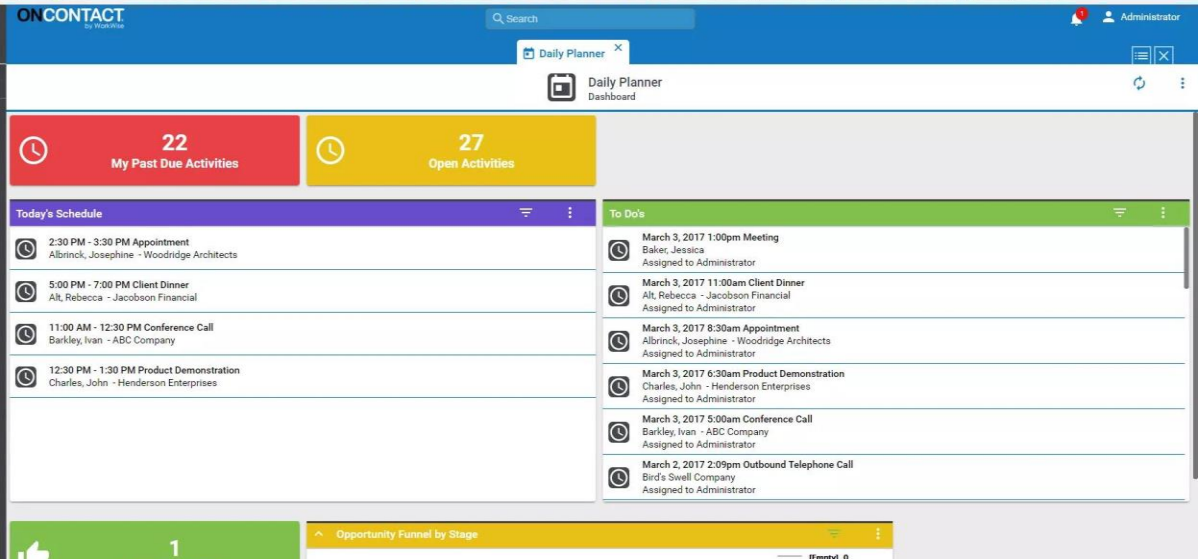 ONCONTACT
by WorkWise
Search
1
Administrator
Daily Planner
Daily Planner
Dashboard
22
My Past Due Activities
27
Open Activities
Today's Schedule
2:30 PM - 3:30 PM Appointment
Albrinck, Josephine - Woodridge Architects
5:00 PM - 7:00 PM Client Dinner
Alt, Rebecca - Jacobson Financial
11:00 AM - 12:30 PM Conference Call
Barkley, Ivan - ABC Company
12:30 PM - 1:30 PM Product Demonstration
Charles, John - Henderson Enterprises
To Do's
March 3, 2017 1:00pm Meeting
Baker, Jessica
Assigned to Administrator
March 3, 2017 11:00am Client Dinner
Alt, Rebecca - Jacobson Financial
Assigned to Administrator
March 3, 2017 8:30am Appointment
Albrinck, Josephine - Woodridge Architects
Assigned to Administrator
March 3, 2017 6:30am Product Demonstration
Charles, John - Henderson Enterprises
Assigned to Administrator
March 3, 2017 5:00am Conference Call
Barkley, Ivan - ABC Company
Assigned to Administrator
March 2, 2017 2:09pm Outbound Telephone Call
Bird's Swell Company
Assigned to Administrator
1
Opportunity Funnel by Stage
[Empty], 0